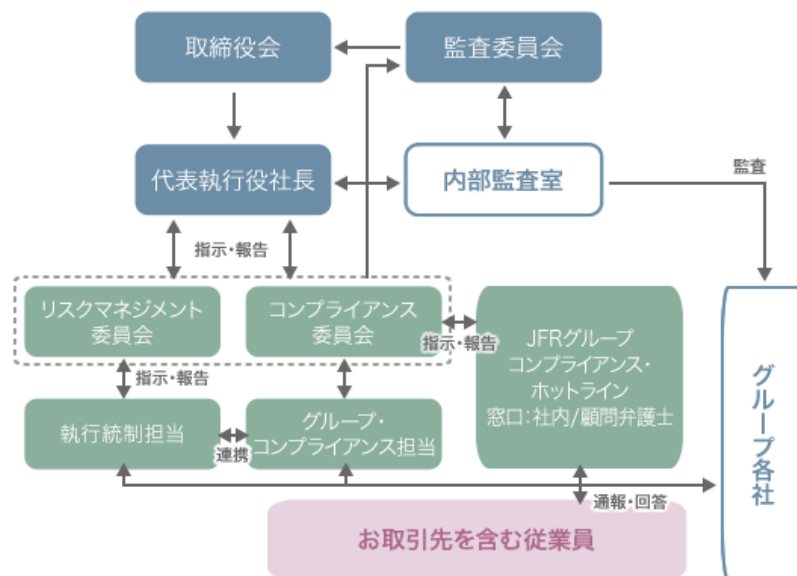 取締役会
監査委員会
代表執行役社長
内部監査室
監査
指示・報告
リスクマネジメント
委員会
コンプライアンス
委員会
指示・報告
JFRグループ
コンプライアンス・
ホットライン
窓口：社内/顧問弁護士
指示・報告
執行統制担当
連携
グループ・
コンプライアンス担当
グループ各社
通報・回答
お取引先を含む従業員